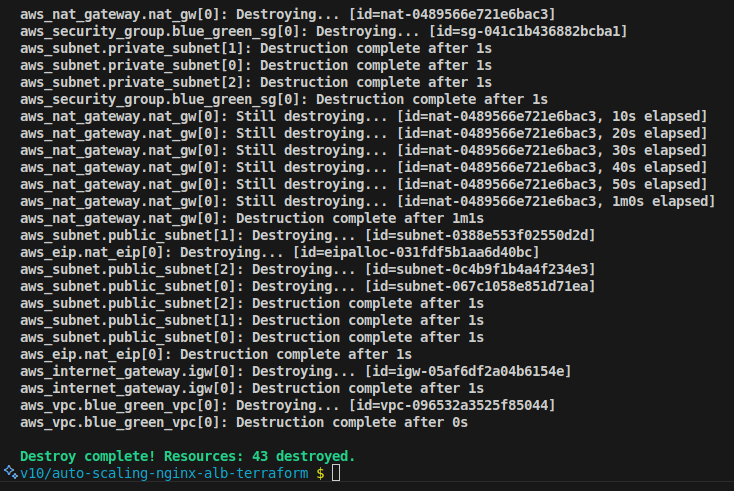 aws_nat_gateway.nat_gw[0]: Destroying... [id=nat-0489566e721e6bac3]
aws_security_group.blue_green_sg[0]: Destroying... [id=sg-041c1b436882bcba1]
aws_subnet.private_subnet[1]: Destruction complete after 1s
aws_subnet.private_subnet[0]: Destruction complete after 1s
aws_subnet.private_subnet[2]: Destruction complete after 1s
aws_security_group.blue_green_sg[0]: Destruction complete after 1s
aws_nat_gateway.nat_gw[0]: Still destroying... [id=nat-0489566e721e6bac3, 10s elapsed]
aws_nat_gateway.nat_gw[0]: Still destroying... [id=nat-0489566e721e6bac3, 20s elapsed]
aws_nat_gateway.nat_gw[0]: Still destroying... [id=nat-0489566e721e6bac3, 30s elapsed]
aws_nat_gateway.nat_gw[0]: Still destroying... [id=nat-0489566e721e6bac3, 40s elapsed]
aws_nat_gateway.nat_gw[0]: Still destroying... [id=nat-0489566e721e6bac3, 50s elapsed]
aws_nat_gateway.nat_gw[0]: Still destroying... [id=nat-0489566e721e6bac3, 1m0s elapsed]
aws_nat_gateway.nat_gw[0]: Destruction complete after 1m1s
aws_subnet.public_subnet[1]: Destroying... [id=subnet-0388e553f02550d2d]
aws_eip.nat_eip[0]: Destroying... [id=eipalloc-031fdf5b1aa6d40bc]
aws_subnet.public_subnet[2]: Destroying... [id=subnet-0c4b9f1b4a4f234e3]
aws_subnet.public_subnet[0]: Destroying... [id=subnet-067c1058e851d71ea]
aws_subnet.public_subnet[2]: Destruction complete after 1s
aws_subnet.public_subnet[1]: Destruction complete after 1s
aws_subnet.public_subnet[0]: Destruction complete after 1s
aws_eip.nat_eip[0]: Destruction complete after 1s
aws_internet_gateway.igw[0]: Destroying... [id=igw-05af6df2a04b6154e]
aws_internet_gateway.igw[0]: Destruction complete after 1s
aws_vpc.blue_green_vpc[0]: Destroying... [id=vpc-096532a3525f85044]
aws_vpc.blue_green_vpc[0]: Destruction complete after 0s
Destroy complete! Resources: 43 destroyed.
v10/auto-scaling-nginx-alb-terraform $